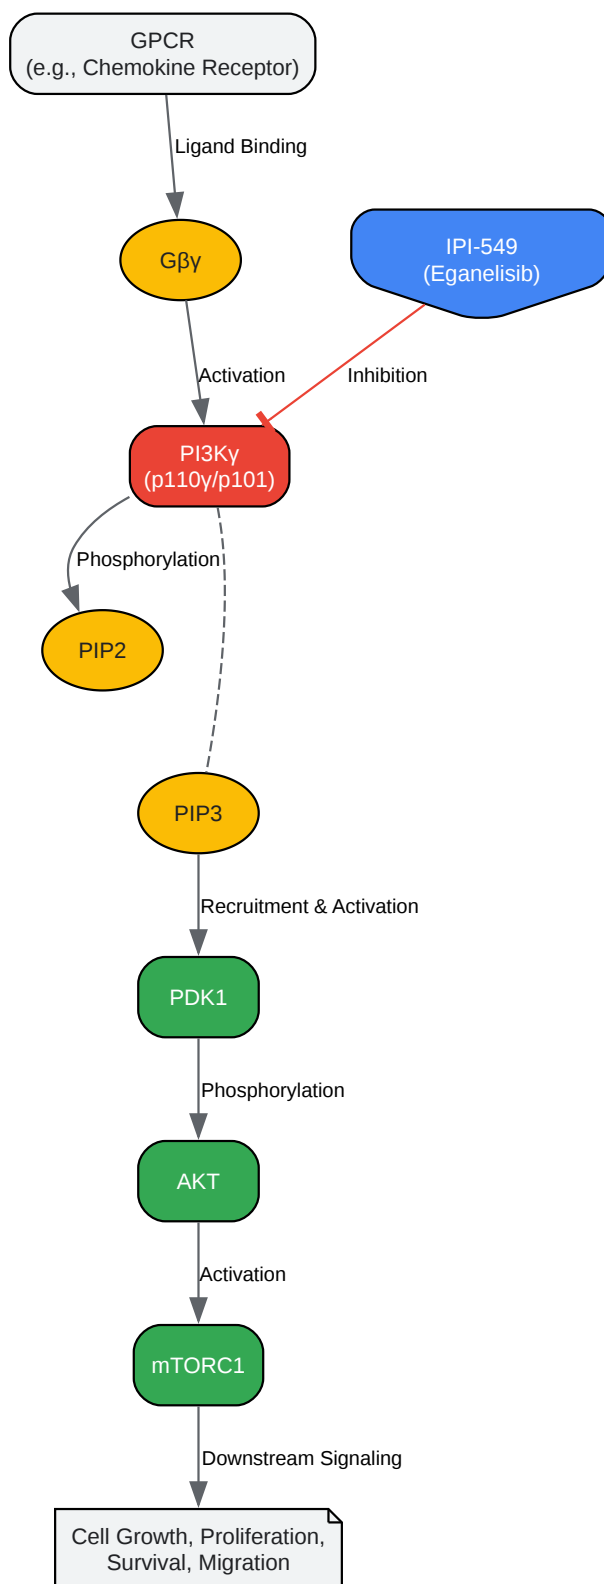 GPCR
(e.g., Chemokine Receptor)
Ligand Binding
Gβγ
IPI-549
(Eganelisib)
Activation
Inhibition
PI3Kγ
(p110γ/p101)
Phosphorylation
PIP2
PIP3
Recruitment & Activation
PDK1
Phosphorylation
AKT
Activation
mTORC1
Downstream Signaling
Cell Growth, Proliferation,
Survival, Migration